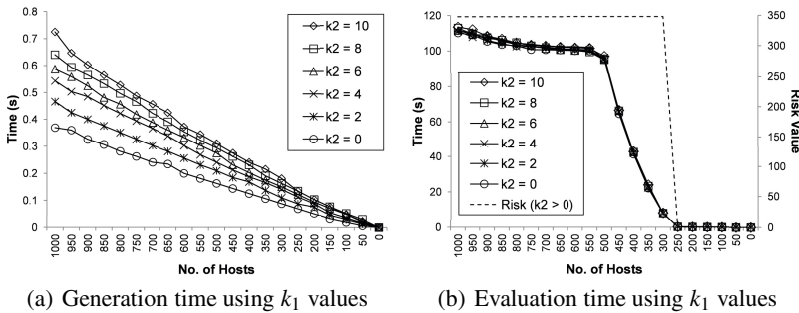 0.8
0.7
0.6
0.5
0.4
0.3
0.2
0.1
0
Time (s)
k2 = 10
k2 = 8
k2 = 6
k2 = 4
k2 = 2
k2 = 0
1000 950 900 850 800 750 700 650 600 550 500 450 400 350 300 250 200 150 100 50 0
No. of Hosts
(a) Generation time using k₁ values
120
100
80
60
40
20
0
Time (s)
k2 = 10
k2 = 8
k2 = 6
k2 = 4
k2 = 2
k2 = 0
Risk (k2 > 0)
350
300
250
200
150
100
50
0
Risk Value
1000 950 900 850 800 750 700 650 600 550 500 450 400 350 300 250 200 150 100 50 0
No. of Hosts
(b) Evaluation time using k₁ values